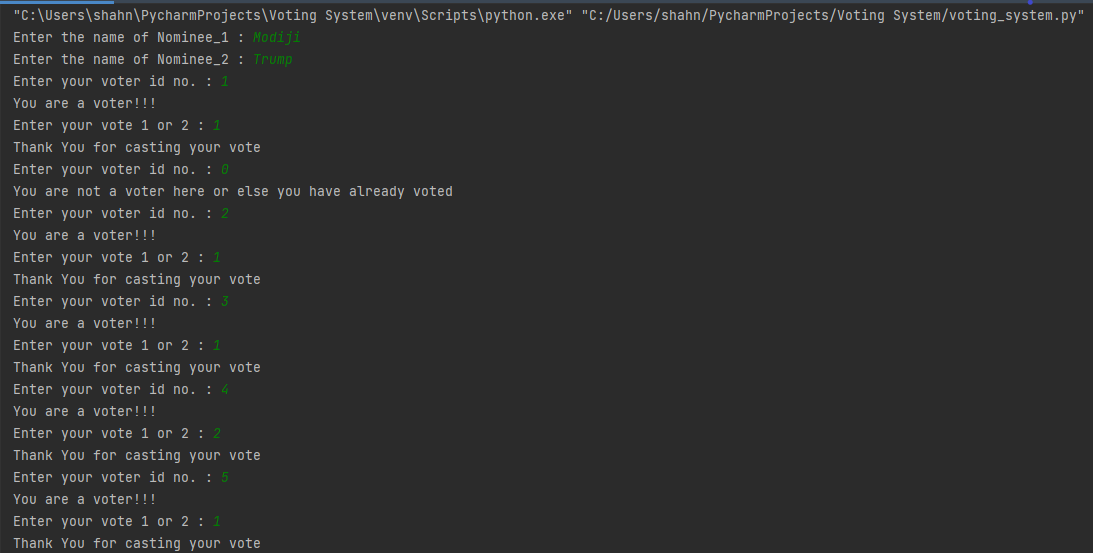 "C:\Users\shahn\PycharmProjects\Voting System\venv\Scripts\python.exe" "C:/Users/shahn/PycharmProjects/Voting System/voting_system.py"
Enter the name of Nominee_1 : Modiji
Enter the name of Nominee_2 : Trump
Enter your voter id no. : 1
You are a voter!!!
Enter your vote 1 or 2 : 1
Thank You for casting your vote
Enter your voter id no. : 0
You are not a voter here or else you have already voted
Enter your voter id no. : 2
You are a voter!!!
Enter your vote 1 or 2 : 1
Thank You for casting your vote
Enter your voter id no. : 3
You are a voter!!!
Enter your vote 1 or 2 : 1
Thank You for casting your vote
Enter your voter id no. : 4
You are a voter!!!
Enter your vote 1 or 2 : 2
Thank You for casting your vote
Enter your voter id no. : 5
You are a voter!!!
Enter your vote 1 or 2 : 1
Thank You for casting your vote